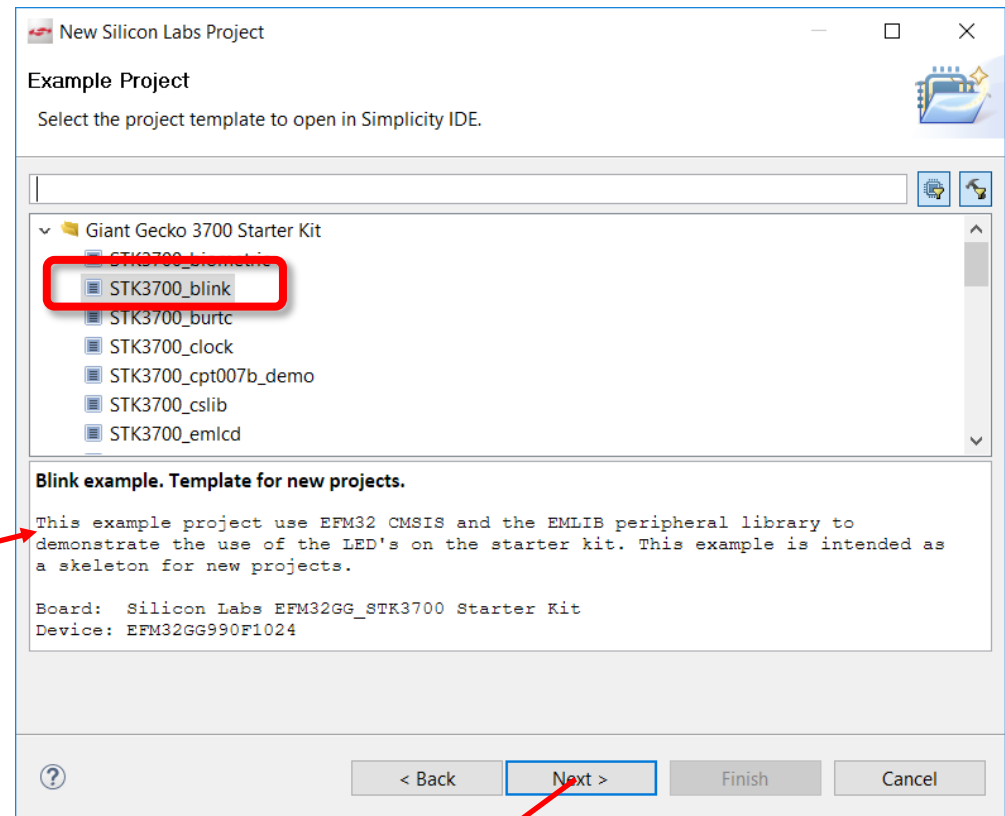 New Silicon Labs Project
Example Project
Select the project template to open in Simplicity IDE.
Giant Gecko 3700 Starter Kit
STK3700_biometric
STK3700_blink
STK3700_burtc
STK3700_clock
STK3700_cpt007b_demo
STK3700_cslib
STK3700_emlcd
Blink example. Template for new projects.
This example project use EFM32 CMSIS and the EMLIB peripheral library to
demonstrate the use of the LED's on the starter kit. This example is intended as
a skeleton for new projects.
Board: Silicon Labs EFM32GG_STK3700 Starter Kit
Device: EFM32GG990F1024
? < Back Next > Finish Cancel